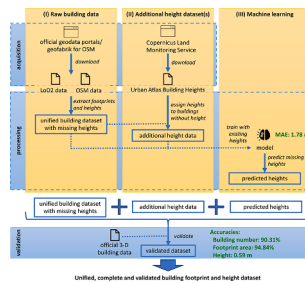 (I) Raw building data
(II) Additional height dataset(s)
(III) Machine learning
acquisition
official geodata portals/
geofabrik for OSM
download
Copernicus Land
Monitoring Service
download
LoD2 data
OSM data
Urban Atlas Building Heights
processing
extract footprints and
heights
unified building dataset
with missing heights
assign heights
to buildings
without height
additional height data
train with
existing
heights
MAE: 1.78
model
predict missing
heights
predicted heights
unified building dataset
with missing heights
additional height data
predicted heights
validation
official 3-D
building data
validate
validated dataset
Accuracies:
Building number: 90.31%
Footprint area: 94.84%
Height: 0.59 m
Unified, complete and validated building footprint and height dataset